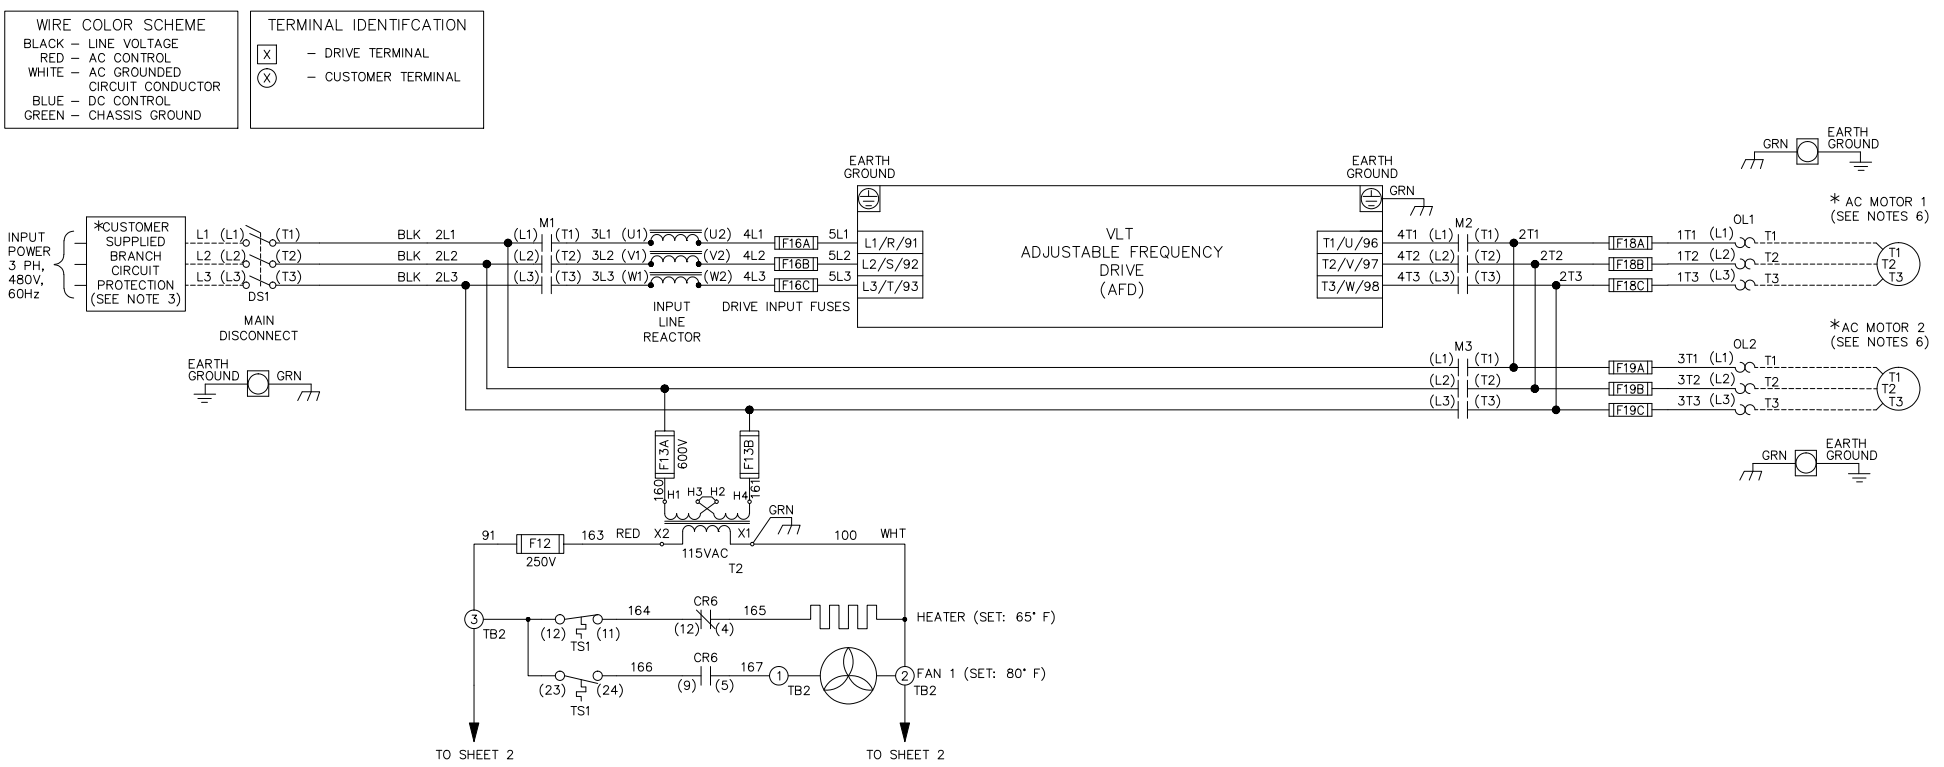 WIRE COLOR SCHEME
BLACK – LINE VOLTAGE
RED – AC CONTROL
WHITE – AC GROUNDED
CIRCUIT CONDUCTOR
BLUE – DC CONTROL
GREEN – CHASSIS GROUND
TERMINAL IDENTIFCATION
X – DRIVE TERMINAL
X – CUSTOMER TERMINAL
INPUT
POWER
3 PH,
480V,
60Hz
*CUSTOMER
SUPPLIED
BRANCH
CIRCUIT
PROTECTION
(SEE NOTE 3)
L1 (L1) (T1) BLK 2L1 (L1) M1 (T1) 3L1 (U1) (U2) 4L1 F16A 5L1 L1/R/91
L2 (L2) (T2) BLK 2L2 (L2) (T2) 3L2 (V1) (V2) 4L2 F16B 5L2 L2/S/92
L3 (L3) (T3) BLK 2L3 (L3) (T3) 3L3 (W1) (W2) 4L3 F16C 5L3 L3/T/93
DS1
MAIN
DISCONNECT
INPUT
LINE
REACTOR
DRIVE INPUT FUSES
EARTH
GROUND
GRN
EARTH
GROUND
VLT
ADJUSTABLE FREQUENCY
DRIVE
(AFD)
EARTH
GROUND
GRN
T1/U/96 4T1 (L1) M2 (T1) 2T1 F18A 1T1 (L1) OL1 T1
T2/V/97 4T2 (L2) (T2) 2T2 F18B 1T2 (L2) T2
T3/W/98 4T3 (L3) (T3) 2T3 F18C 1T3 (L3) T3
GRN
EARTH
GROUND
* AC MOTOR 1
(SEE NOTES 6)
T1
T2
T3
*AC MOTOR 2
(SEE NOTES 6)
(L1) M3 (T1) F19A 3T1 (L1) OL2 T1
(L2) (T2) F19B 3T2 (L2) T2
(L3) (T3) F19C 3T3 (L3) T3
T1
T2
T3
GRN
EARTH
GROUND
F13A
600V
F13B
160 H1 H3 H2 H4 161
GRN
91 F12 163 RED X2 X1 100 WHT
250V
115VAC
T2
3 TB2
(12) (11) 164 CR6 (12) (4) 165
TS1
HEATER (SET: 65° F)
(23) (24) 166 CR6 (9) (5) 167 1 TB2
TS1
2 TB2
FAN 1 (SET: 80° F)
TO SHEET 2
TO SHEET 2